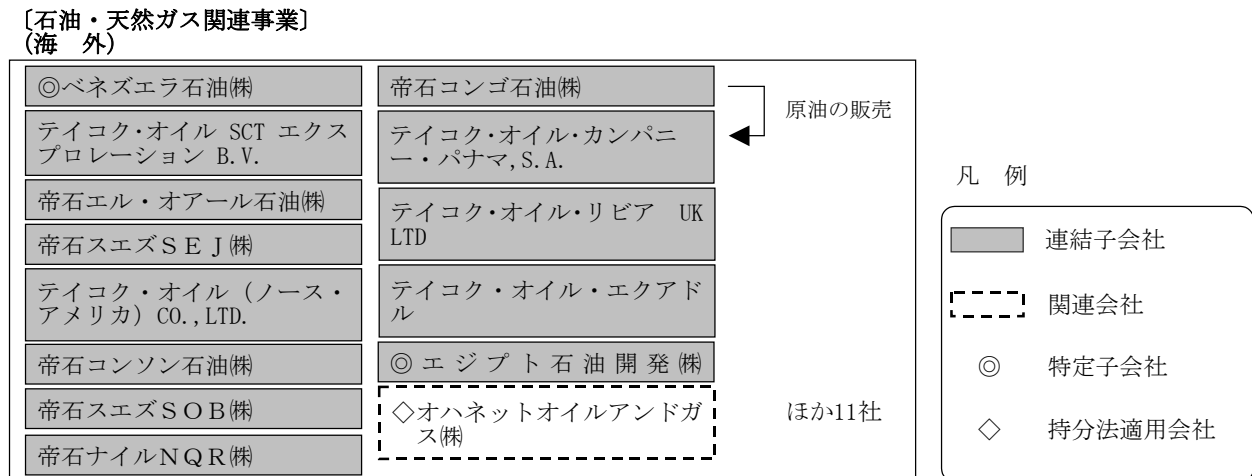 〔石油・天然ガス関連事業〕
(海　外)
◎ベネズエラ石油㈱
テイコク・オイル SCT エクス
プロレーション B.V.
帝石エル・オアール石油㈱
帝石スエズＳＥＪ㈱
テイコク・オイル（ノース・
アメリカ）CO.,LTD.
帝石コンソン石油㈱
帝石スエズＳＯＢ㈱
帝石ナイルＮＱＲ㈱
帝石コンゴ石油㈱
テイコク・オイル・カンパニ
ー・パナマ,S.A.
テイコク・オイル・リビア　UK
LTD
テイコク・オイル・エクアド
ル
◎エジプト石油開発㈱
◇オハネットオイルアンドガ
ス㈱
原油の販売
ほか11社
凡　例
連結子会社
関連会社
◎　特定子会社
◇　持分法適用会社